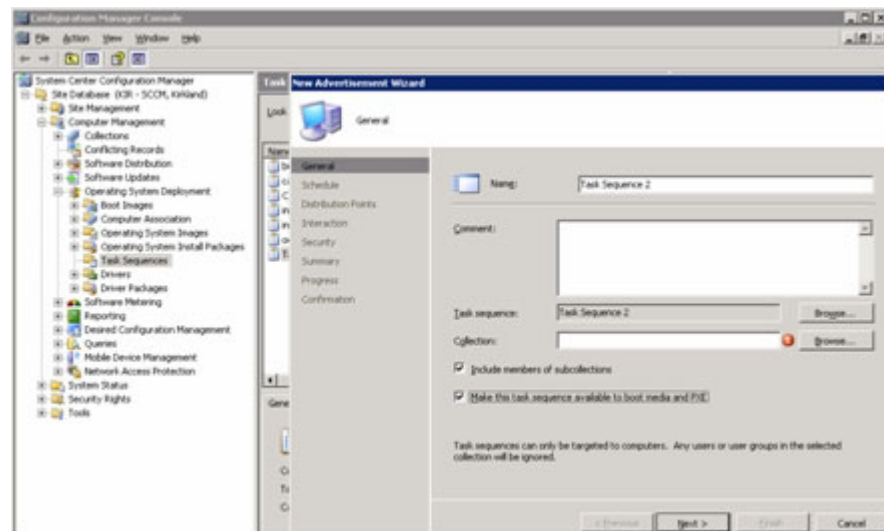 Configuration Manager Console
File Action View Window Help
System Center Configuration Manager
Site Database (KIR - SCCM, Kirkland)
Site Management
Computer Management
Collections
Conflicting Records
Software Distribution
Software Updates
Operating System Deployment
Boot Images
Computer Association
Operating System Images
Operating System Install Packages
Task Sequences
Drivers
Driver Packages
Software Metering
Reporting
Desired Configuration Management
Queries
Mobile Device Management
Network Access Protection
System Status
Security Rights
Tools
Task
Look
Name
Gene
New Advertisement Wizard
General
General
Schedule
Distribution Points
Interaction
Security
Summary
Progress
Confirmation
Name: Task Sequence 2
Comment:
Task sequence: Task Sequence 2 Browse...
Collection: Browse...
Include members of subcollections
Make this task sequence available to boot media and PXE
Task sequences can only be targeted to computers. Any users or user groups in the selected
collection will be ignored.
< Previous Next > Finish Cancel